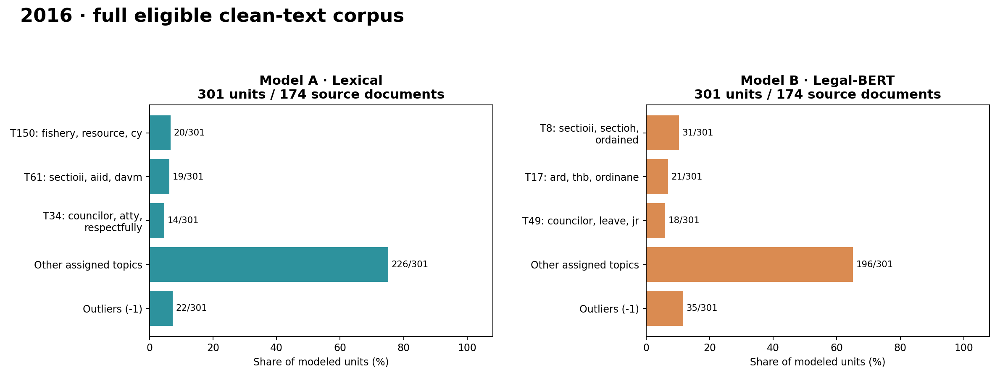 2016 · full eligible clean-text corpus
Model A · Lexical
301 units / 174 source documents
T150: fishery, resource, cy
20/301
T61: sectioii, aiid, davm
19/301
T34: councilor, atty,
respectfully
14/301
Other assigned topics
226/301
Outliers (-1)
22/301
0 20 40 60 80 100
Share of modeled units (%)
Model B · Legal-BERT
301 units / 174 source documents
T8: sectioii, sectioh,
ordained
31/301
T17: ard, thb, ordinane
21/301
T49: councilor, leave, jr
18/301
Other assigned topics
196/301
Outliers (-1)
35/301
0 20 40 60 80 100
Share of modeled units (%)